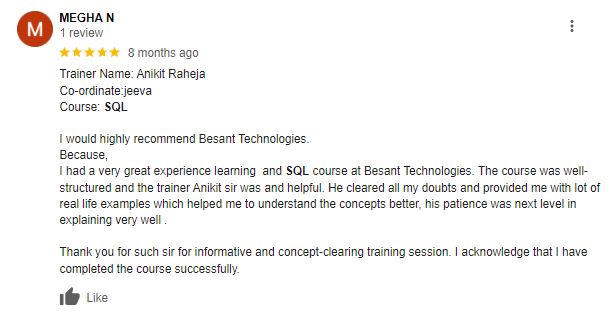 M
MEGHA N
1 review
8 months ago
Trainer Name: Anikit Raheja
Co-ordinate:jeeva
Course: SQL
I would highly recommend Besant Technologies.
Because,
I had a very great experience learning and SQL course at Besant Technologies. The course was well-
structured and the trainer Anikit sir was and helpful. He cleared all my doubts and provided me with lot of
real life examples which helped me to understand the concepts better, his patience was next level in
explaining very well .
Thank you for such sir for informative and concept-clearing training session. I acknowledge that I have
completed the course successfully.
Like